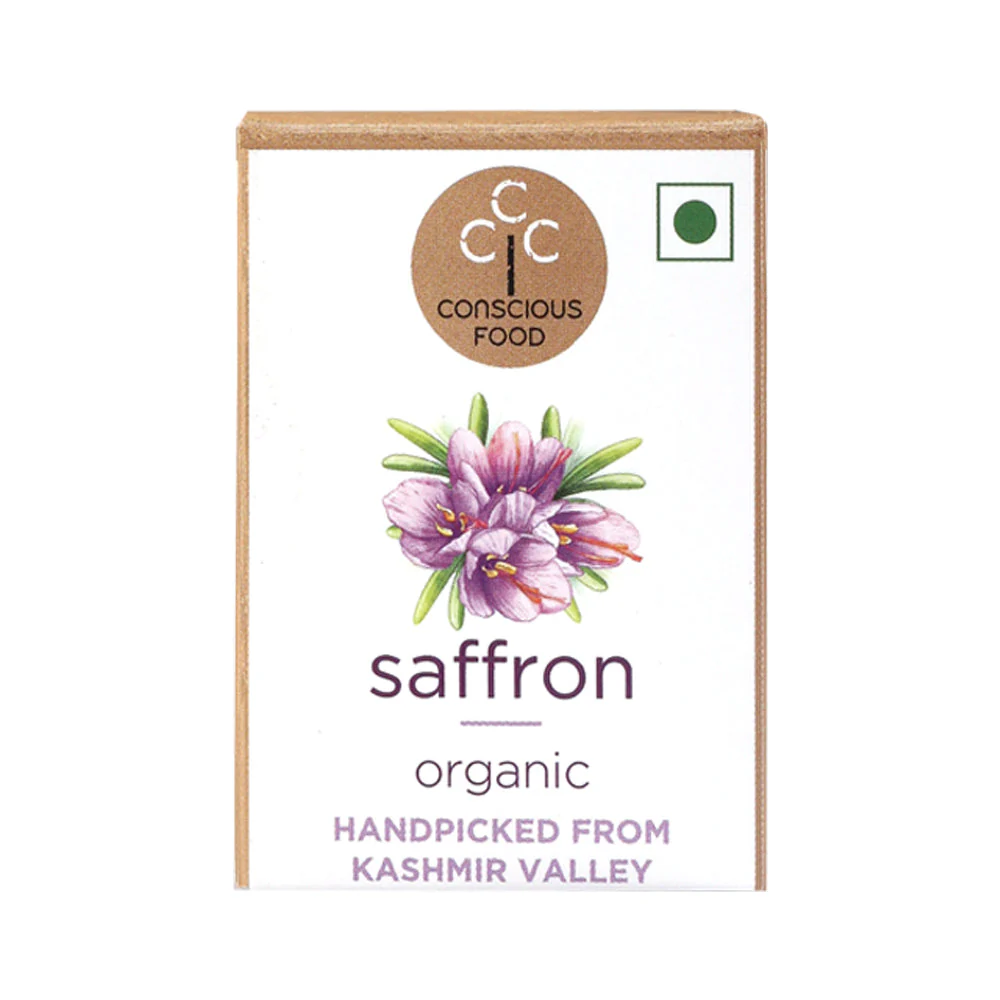 C
C C
CONSCIOUS
FOOD
saffron
organic
HANDPICKED FROM
KASHMIR VALLEY